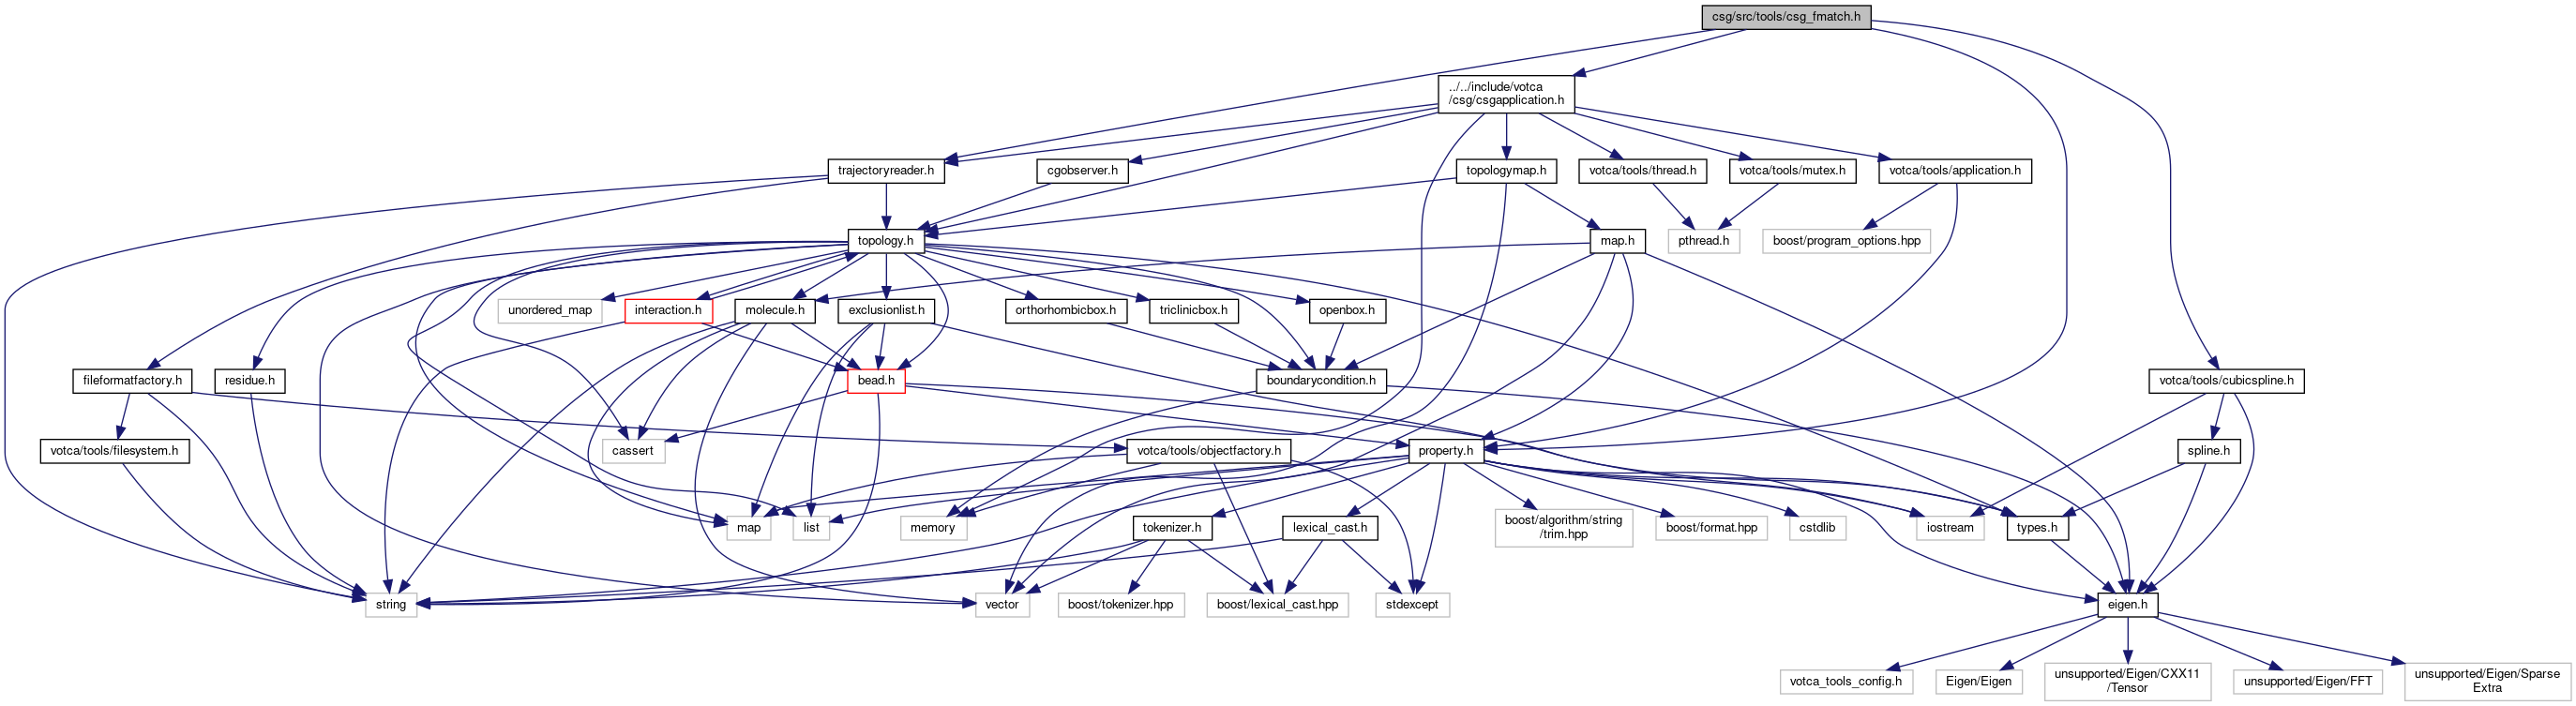 csg/src/tools/csg_fmatch.h
../../include/votca
/csg/csgapplication.h
trajectoryreader.h
cgobserver.h
topologymap.h
votca/tools/thread.h
votca/tools/mutex.h
votca/tools/application.h
topology.h
map.h
pthread.h
boost/program_options.hpp
unordered_map
interaction.h
molecule.h
exclusionlist.h
orthorhombicbox.h
triclinicbox.h
openbox.h
fileformatfactory.h
residue.h
bead.h
boundarycondition.h
votca/tools/cubicspline.h
votca/tools/filesystem.h
cassert
votca/tools/objectfactory.h
property.h
spline.h
map
list
memory
tokenizer.h
lexical_cast.h
boost/algorithm/string
/trim.hpp
boost/format.hpp
cstdlib
iostream
types.h
string
vector
boost/tokenizer.hpp
boost/lexical_cast.hpp
stdexcept
eigen.h
votca_tools_config.h
Eigen/Eigen
unsupported/Eigen/CXX11
/Tensor
unsupported/Eigen/FFT
unsupported/Eigen/Sparse
Extra